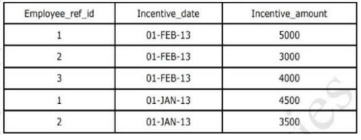 Employee_ref_id Incentive_date Incentive_amount
1 01-FEB-13 5000
2 01-FEB-13 3000
3 01-FEB-13 4000
1 01-JAN-13 4500
2 01-JAN-13 3500